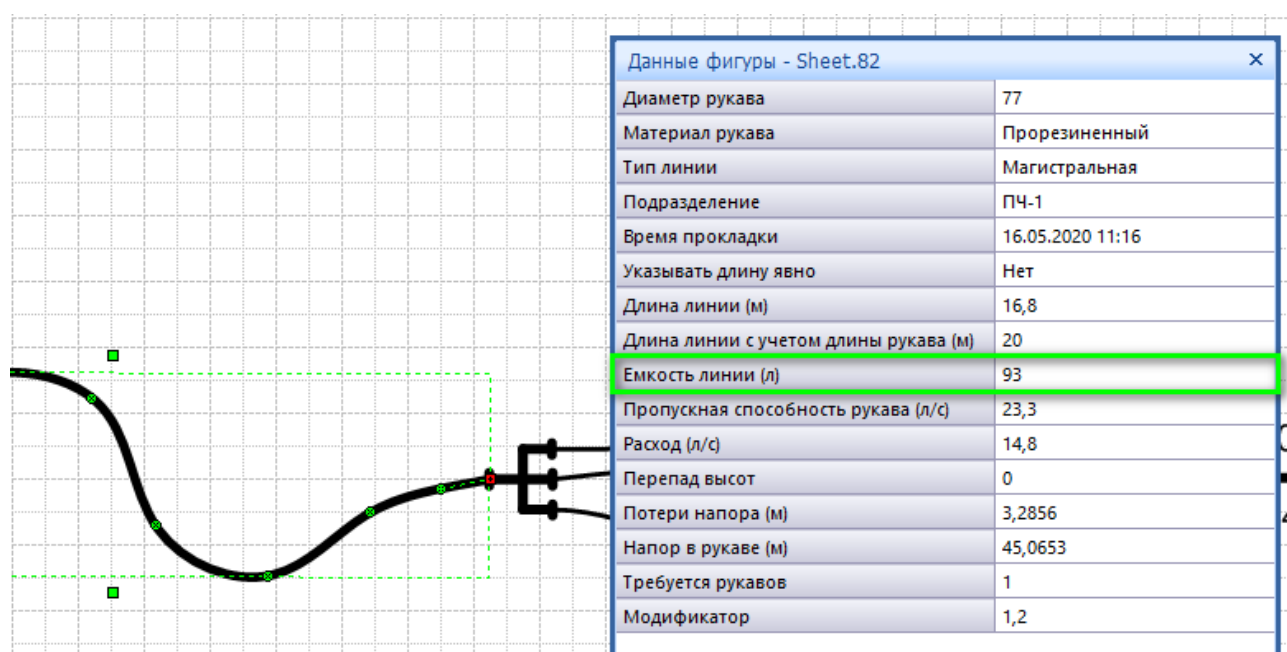 Данные фигуры - Sheet.82
Диаметр рукава 77
Материал рукава Прорезиненный
Тип линии Магистральная
Подразделение ПЧ-1
Время прокладки 16.05.2020 11:16
Указывать длину явно Нет
Длина линии (м) 16,8
Длина линии с учетом длины рукава (м) 20
Емкость линии (л) 93
Пропускная способность рукава (л/с) 23,3
Расход (л/с) 14,8
Перепад высот 0
Потери напора (м) 3,2856
Напор в рукаве (м) 45,0653
Требуется рукавов 1
Модификатор 1,2